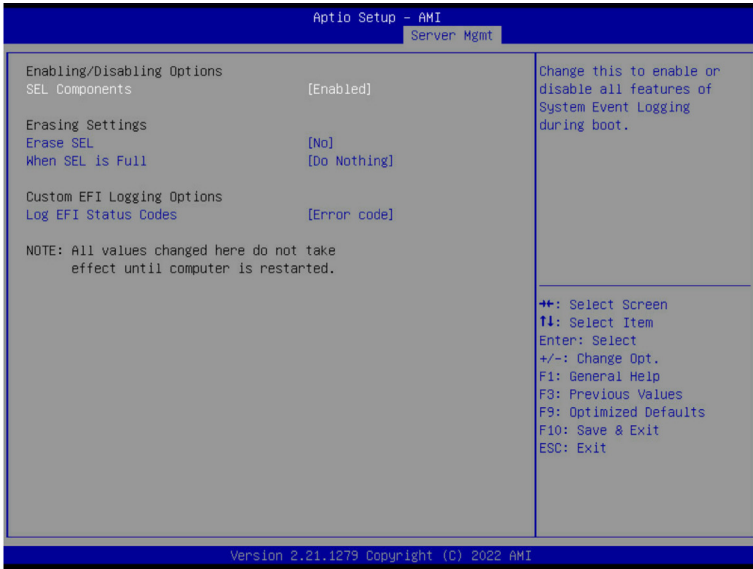 Aptio Setup – AMI
Server Mgmt
Enabling/Disabling Options
SEL Components [Enabled]
Erasing Settings
Erase SEL [No]
When SEL is Full [Do Nothing]
Custom EFI Logging Options
Log EFI Status Codes [Error code]
NOTE: All values changed here do not take
effect until computer is restarted.
Change this to enable or
disable all features of
System Event Logging
during boot.
→←: Select Screen
↑↓: Select Item
Enter: Select
+/-: Change Opt.
F1: General Help
F3: Previous Values
F9: Optimized Defaults
F10: Save & Exit
ESC: Exit
Version 2.21.1279 Copyright (C) 2022 AMI